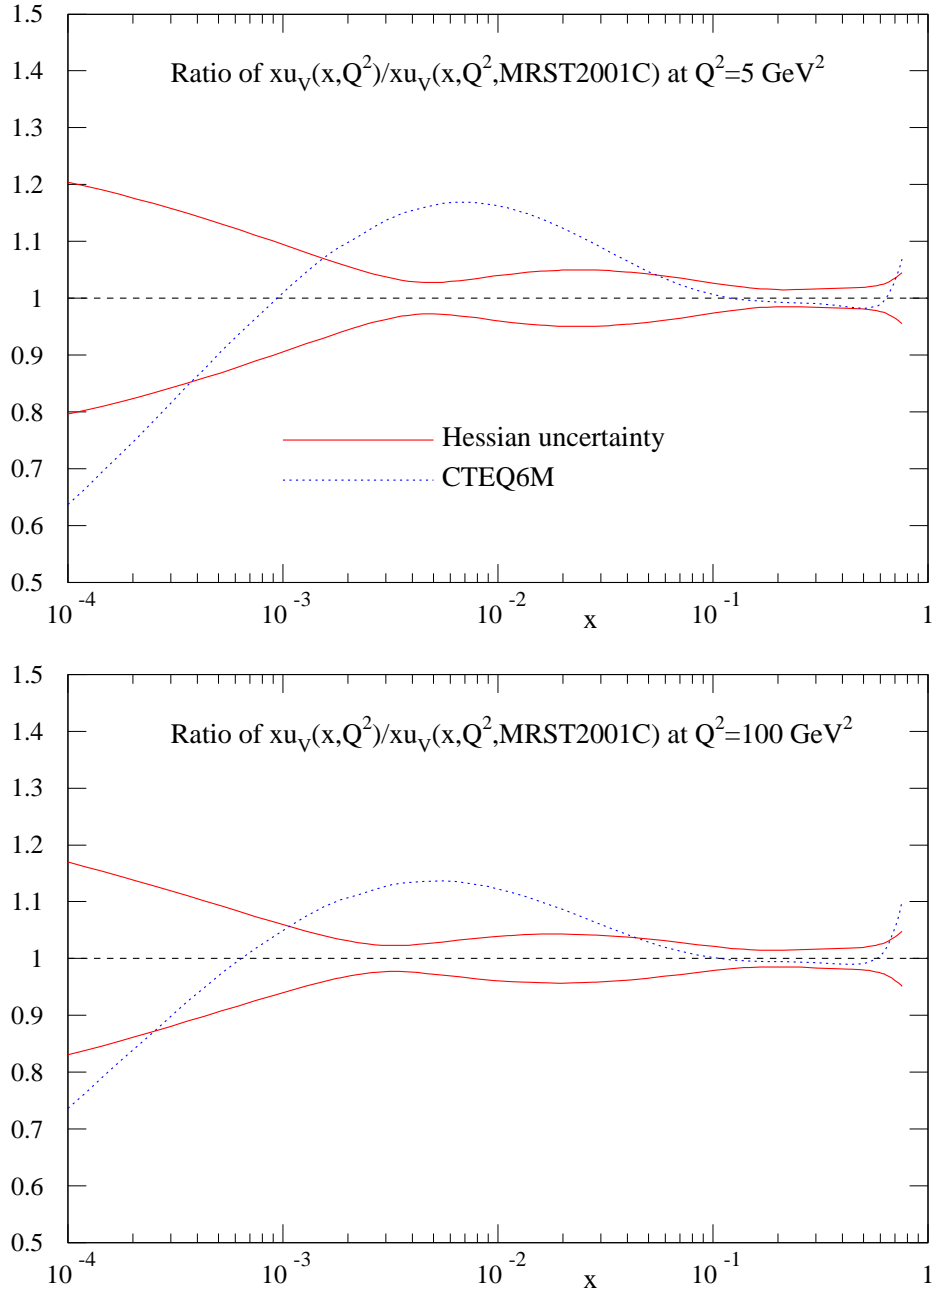 1.5
Ratio of xu_V(x,Q^2)/xu_V(x,Q^2,MRST2001C) at Q^2=5 GeV^2
1.4
1.3
1.2
1.1
1
0.9
0.8
Hessian uncertainty
0.7
CTEQ6M
0.6
0.5
10^-4 10^-3 10^-2 10^-1 1
x
1.5
Ratio of xu_V(x,Q^2)/xu_V(x,Q^2,MRST2001C) at Q^2=100 GeV^2
1.4
1.3
1.2
1.1
1
0.9
0.8
0.7
0.6
0.5
10^-4 10^-3 10^-2 10^-1 1
x